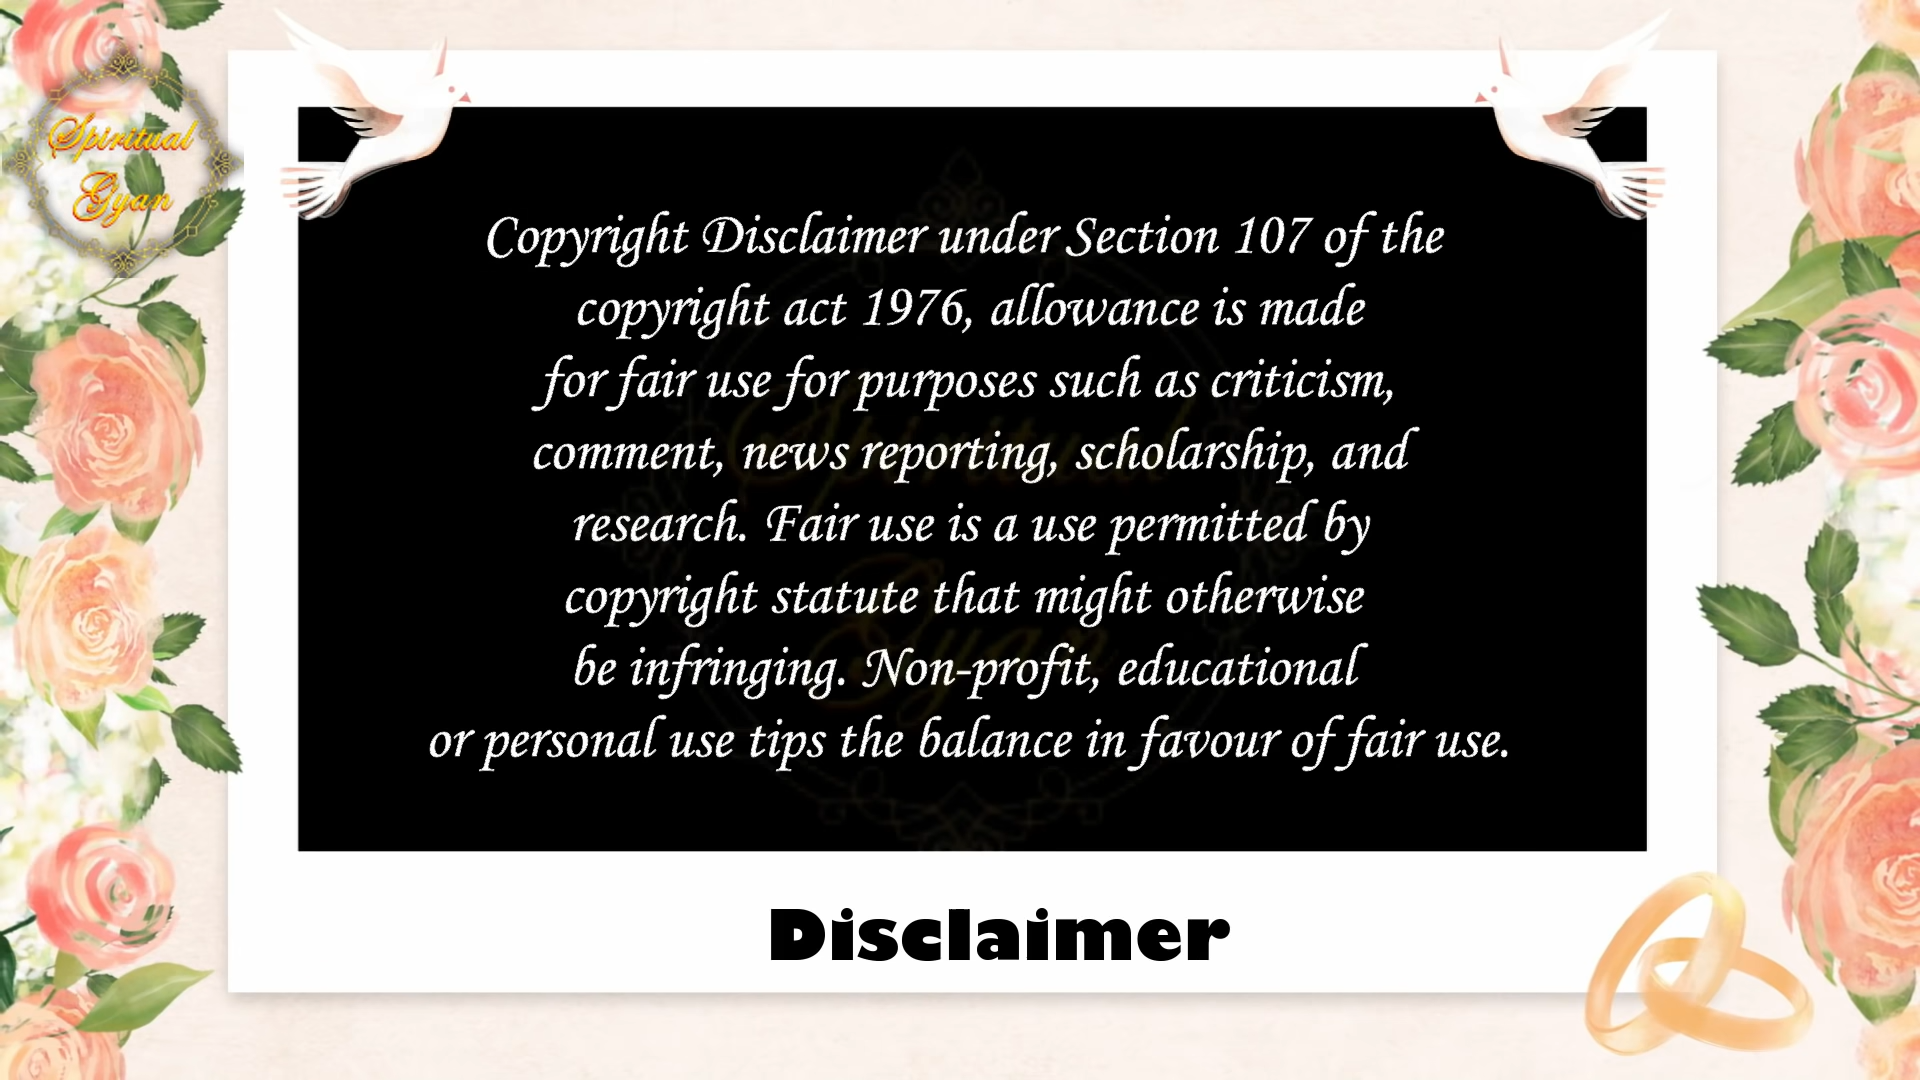 Spiritual
Gyan
Copyright Disclaimer under Section 107 of the
copyright act 1976, allowance is made
for fair use for purposes such as criticism,
comment, news reporting, scholarship, and
research. Fair use is a use permitted by
copyright statute that might otherwise
be infringing. Non-profit, educational
or personal use tips the balance in favour of fair use.
Disclaimer